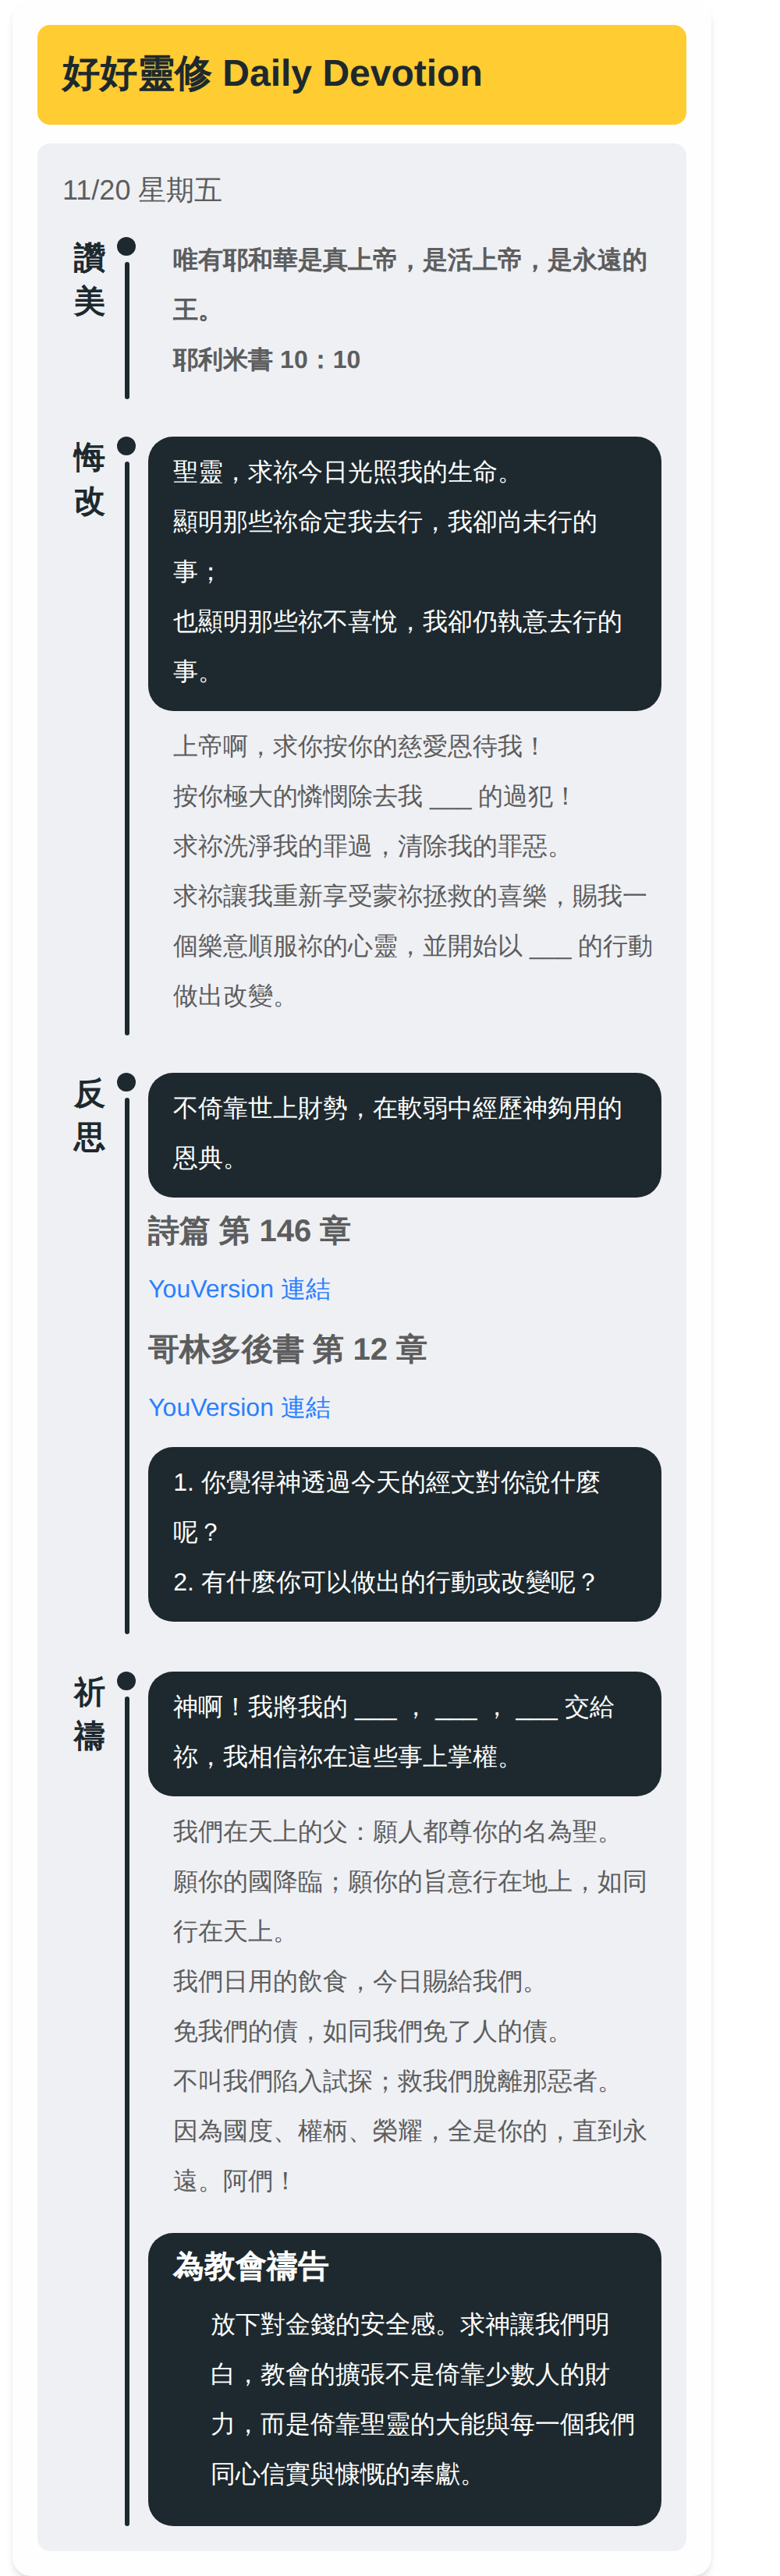 好好靈修 Daily Devotion
11/20 星期五
讚美
唯有耶和華是真上帝，是活上帝，是永遠的
王。
耶利米書 10：10
悔改
聖靈，求祢今日光照我的生命。
顯明那些祢命定我去行，我卻尚未行的
事；
也顯明那些祢不喜悅，我卻仍執意去行的
事。
上帝啊，求你按你的慈愛恩待我！
按你極大的憐憫除去我 ___ 的過犯！
求祢洗淨我的罪過，清除我的罪惡。
求祢讓我重新享受蒙祢拯救的喜樂，賜我一
個樂意順服祢的心靈，並開始以 ___ 的行動
做出改變。
反思
不倚靠世上財勢，在軟弱中經歷神夠用的
恩典。
詩篇 第 146 章
YouVersion 連結
哥林多後書 第 12 章
YouVersion 連結
1. 你覺得神透過今天的經文對你說什麼
呢？
2. 有什麼你可以做出的行動或改變呢？
祈禱
神啊！我將我的 ___ ， ___ ， ___ 交給
祢，我相信祢在這些事上掌權。
我們在天上的父：願人都尊你的名為聖。
願你的國降臨；願你的旨意行在地上，如同
行在天上。
我們日用的飲食，今日賜給我們。
免我們的債，如同我們免了人的債。
不叫我們陷入試探；救我們脫離那惡者。
因為國度、權柄、榮耀，全是你的，直到永
遠。阿們！
為教會禱告
放下對金錢的安全感。求神讓我們明
白，教會的擴張不是倚靠少數人的財
力，而是倚靠聖靈的大能與每一個我們
同心信實與慷慨的奉獻。